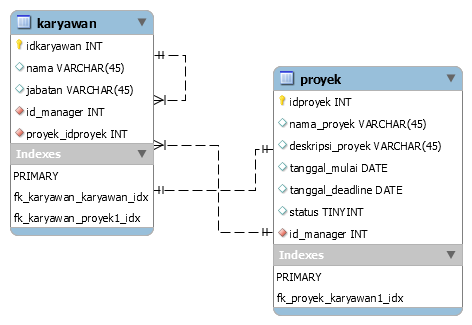 karyawan
idkaryawan INT
nama VARCHAR(45)
jabatan VARCHAR(45)
id_manager INT
proyek_idproyek INT
Indexes
PRIMARY
fk_karyawan_karyawan_idx
fk_karyawan_proyek1_idx
proyek
idproyek INT
nama_proyek VARCHAR(45)
deskripsi_proyek VARCHAR(45)
tanggal_mulai DATE
tanggal_deadline DATE
status TINYINT
id_manager INT
Indexes
PRIMARY
fk_proyek_karyawan1_idx